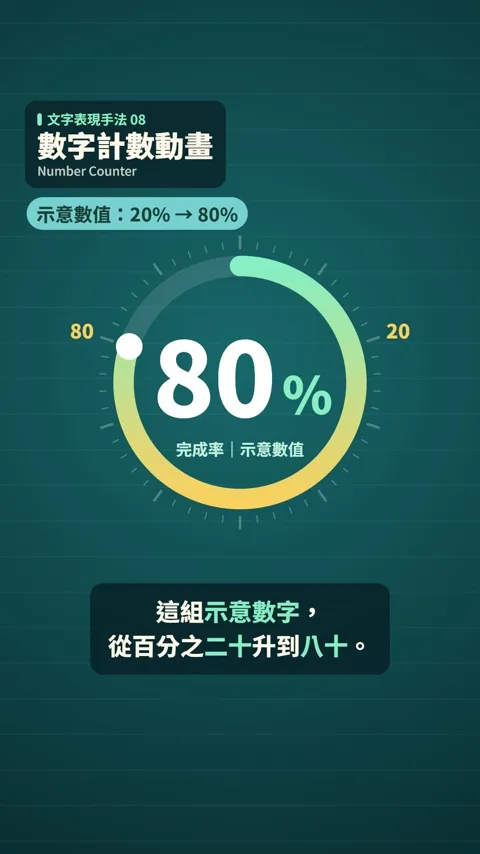 文字表現手法 08
數字計數動畫
Number Counter
示意數值：20% → 80%
80
20
80 %
完成率｜示意數值
這組示意數字，
從百分之二十升到八十。